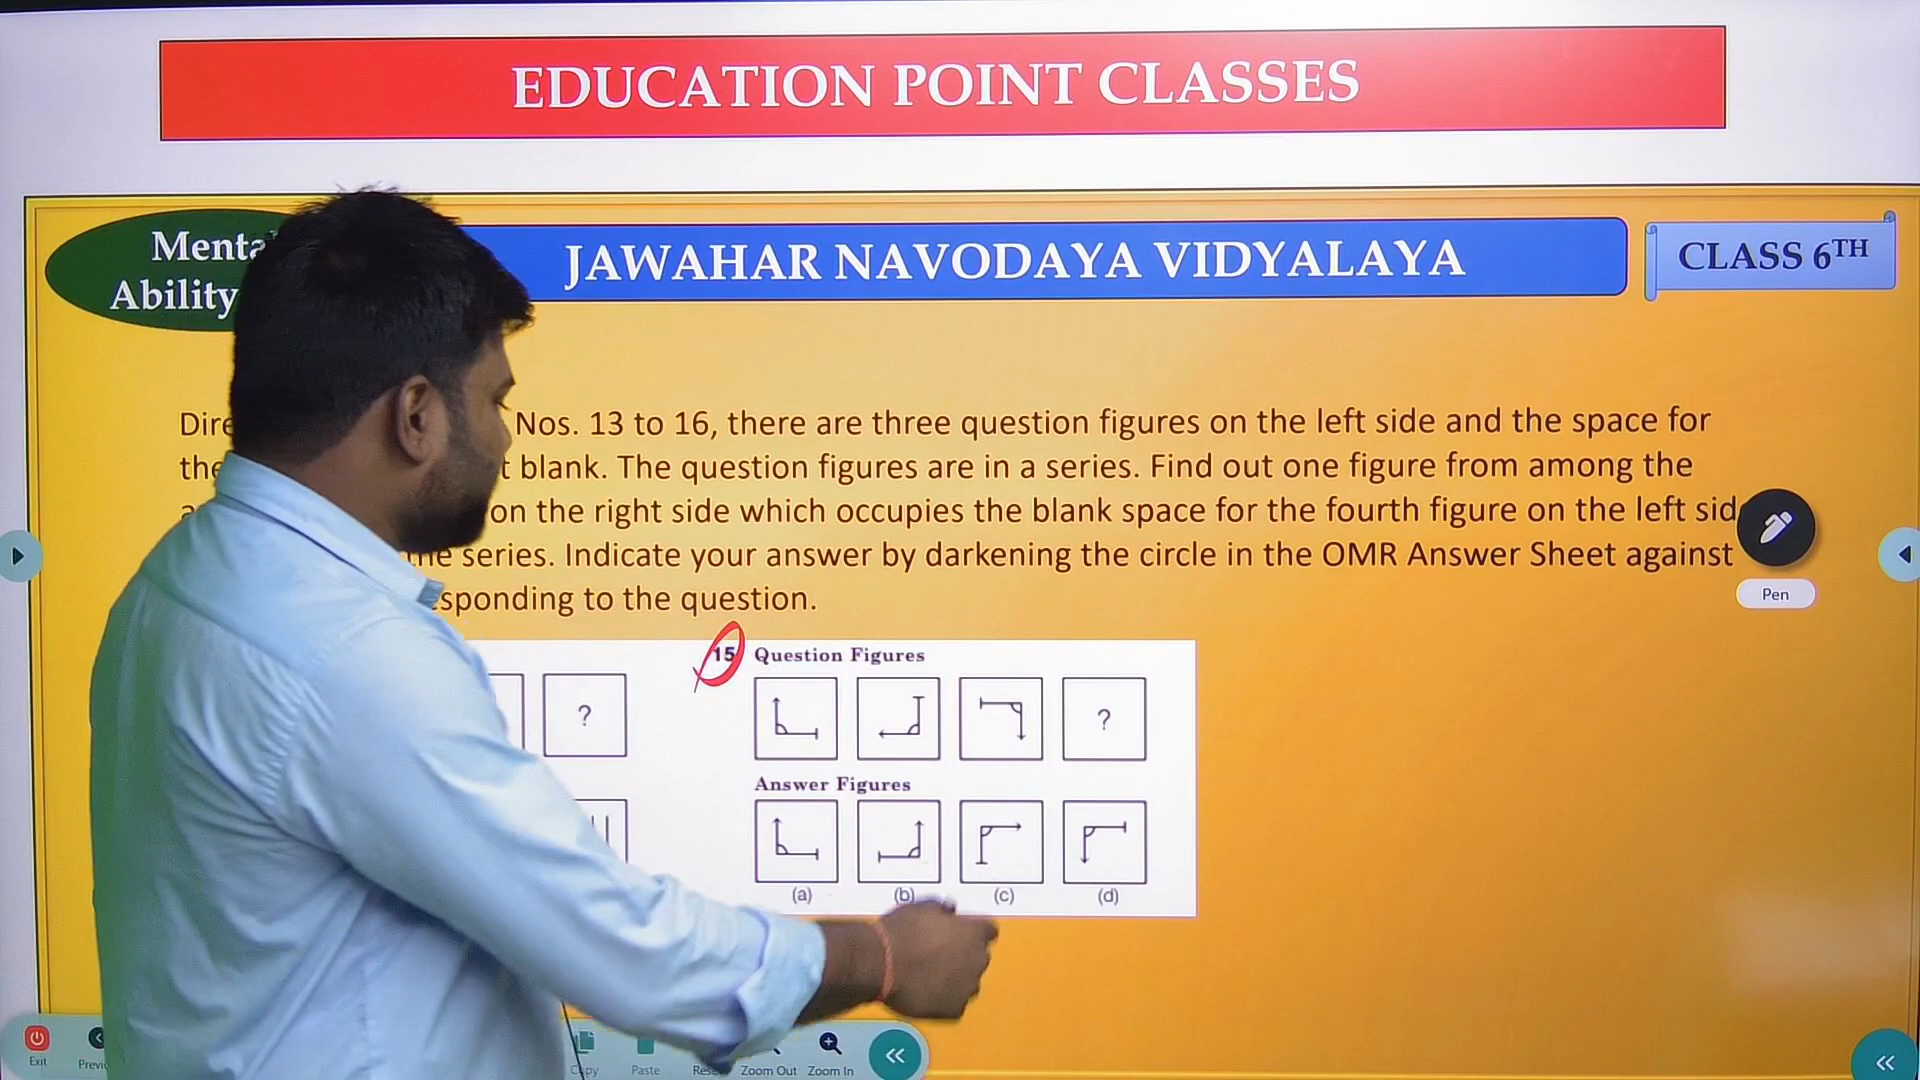 EDUCATION POINT CLASSES
JAWAHAR NAVODAYA VIDYALAYA
CLASS 6TH
Nos. 13 to 16, there are three question figures on the left side and the space for
the blank. The question figures are in a series. Find out one figure from among the
on the right side which occupies the blank space for the fourth figure on the left
series. Indicate your answer by darkening the circle in the OMR Answer Sheet against
to the question.
Pen
15 Question Figures
?
?
Answer Figures
(a) (b) (c) (d)
Exit
Paste
Zoom Out
Zoom In